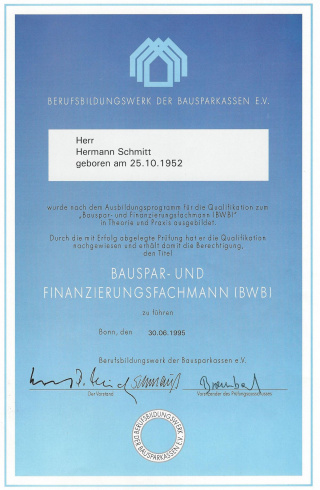 BERUFSBILDUNGSWERK DER BAUSPARKASSEN E.V.
Herr
Hermann Schmitt
geboren am 25.10.1952
wurde nach dem Ausbildungsprogramm für die Qualifikation zum
"Bauspar- und Finanzierungsfachmann (BWB)"
in Theorie und Praxis ausgebildet.
Durch die mit Erfolg abgelegte Prüfung hat er die Qualifikation
nachgewiesen und erhält damit die Berechtigung,
den Titel
BAUSPAR- UND
FINANZIERUNGSFACHMANN (BWB)
zu führen
Bonn, den 30.06.1995
Berufsbildungswerk der Bausparkassen e.V.
Der Vorstand
Vorsitzender des Prüfungsausschusses
BERUFSBILDUNGSWERK
DER BAUSPARKASSEN E.V.